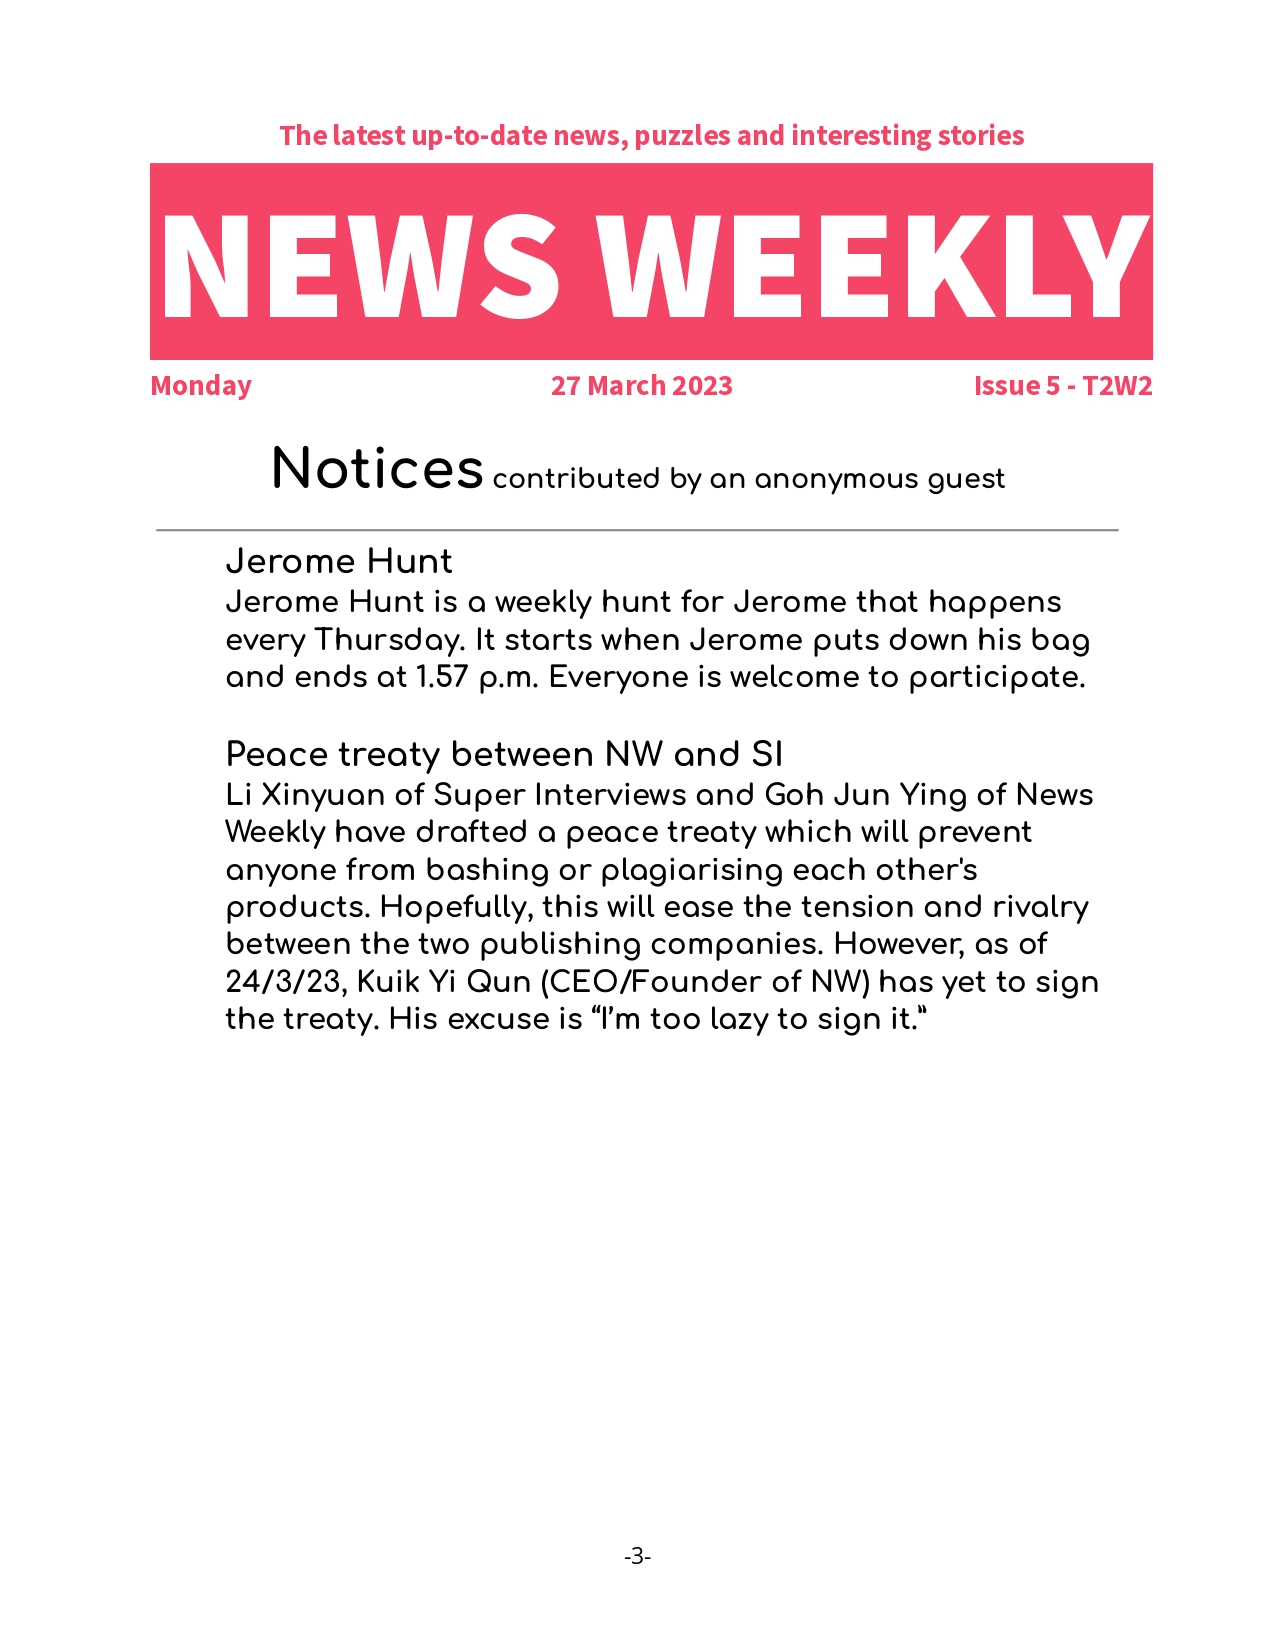 The latest up-to-date news, puzzles and interesting stories
NEWS WEEKLY
Monday 27 March 2023 Issue 5 - T2W2
Notices contributed by an anonymous guest
Jerome Hunt
Jerome Hunt is a weekly hunt for Jerome that happens
every Thursday. It starts when Jerome puts down his bag
and ends at 1.57 p.m. Everyone is welcome to participate.
Peace treaty between NW and SI
Li Xinyuan of Super Interviews and Goh Jun Ying of News
Weekly have drafted a peace treaty which will prevent
anyone from bashing or plagiarising each other's
products. Hopefully, this will ease the tension and rivalry
between the two publishing companies. However, as of
24/3/23, Kuik Yi Qun (CEO/Founder of NW) has yet to sign
the treaty. His excuse is “I’m too lazy to sign it.”
-3-